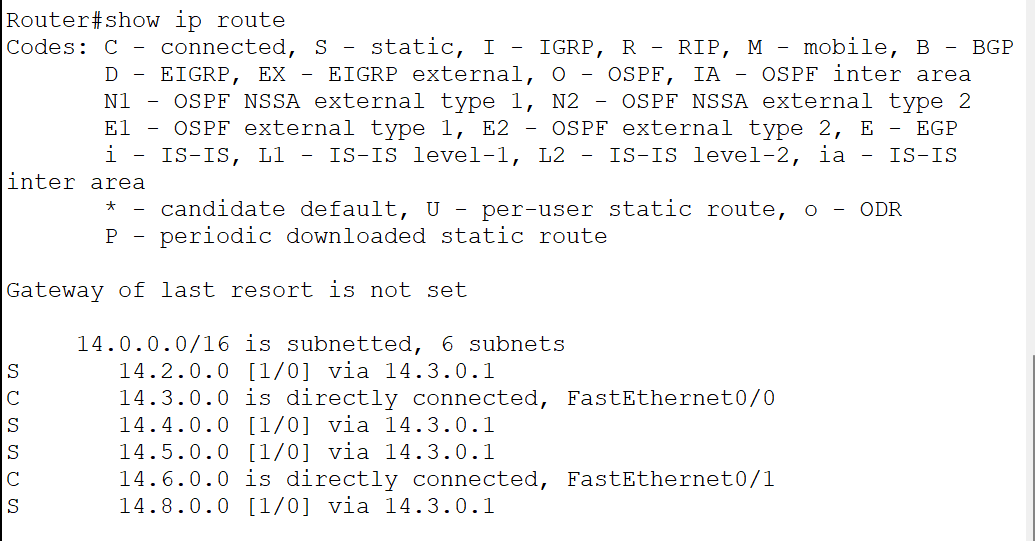 Router#show ip route
Codes: C - connected, S - static, I - IGRP, R - RIP, M - mobile, B - BGP
D - EIGRP, EX - EIGRP external, O - OSPF, IA - OSPF inter area
N1 - OSPF NSSA external type 1, N2 - OSPF NSSA external type 2
E1 - OSPF external type 1, E2 - OSPF external type 2, E - EGP
i - IS-IS, L1 - IS-IS level-1, L2 - IS-IS level-2, ia - IS-IS
inter area
* - candidate default, U - per-user static route, o - ODR
P - periodic downloaded static route
Gateway of last resort is not set
14.0.0.0/16 is subnetted, 6 subnets
S 14.2.0.0 [1/0] via 14.3.0.1
C 14.3.0.0 is directly connected, FastEthernet0/0
S 14.4.0.0 [1/0] via 14.3.0.1
S 14.5.0.0 [1/0] via 14.3.0.1
C 14.6.0.0 is directly connected, FastEthernet0/1
S 14.8.0.0 [1/0] via 14.3.0.1